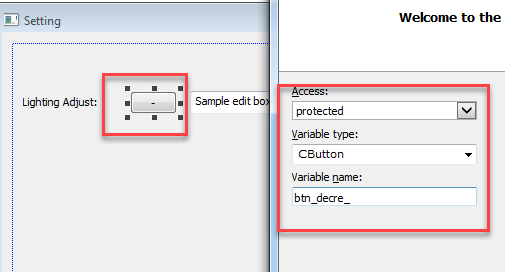 Setting
Lighting Adjust:
-
Sample edit box
Welcome to the
Access:
protected
Variable type:
CButton
Variable name:
btn_decre_